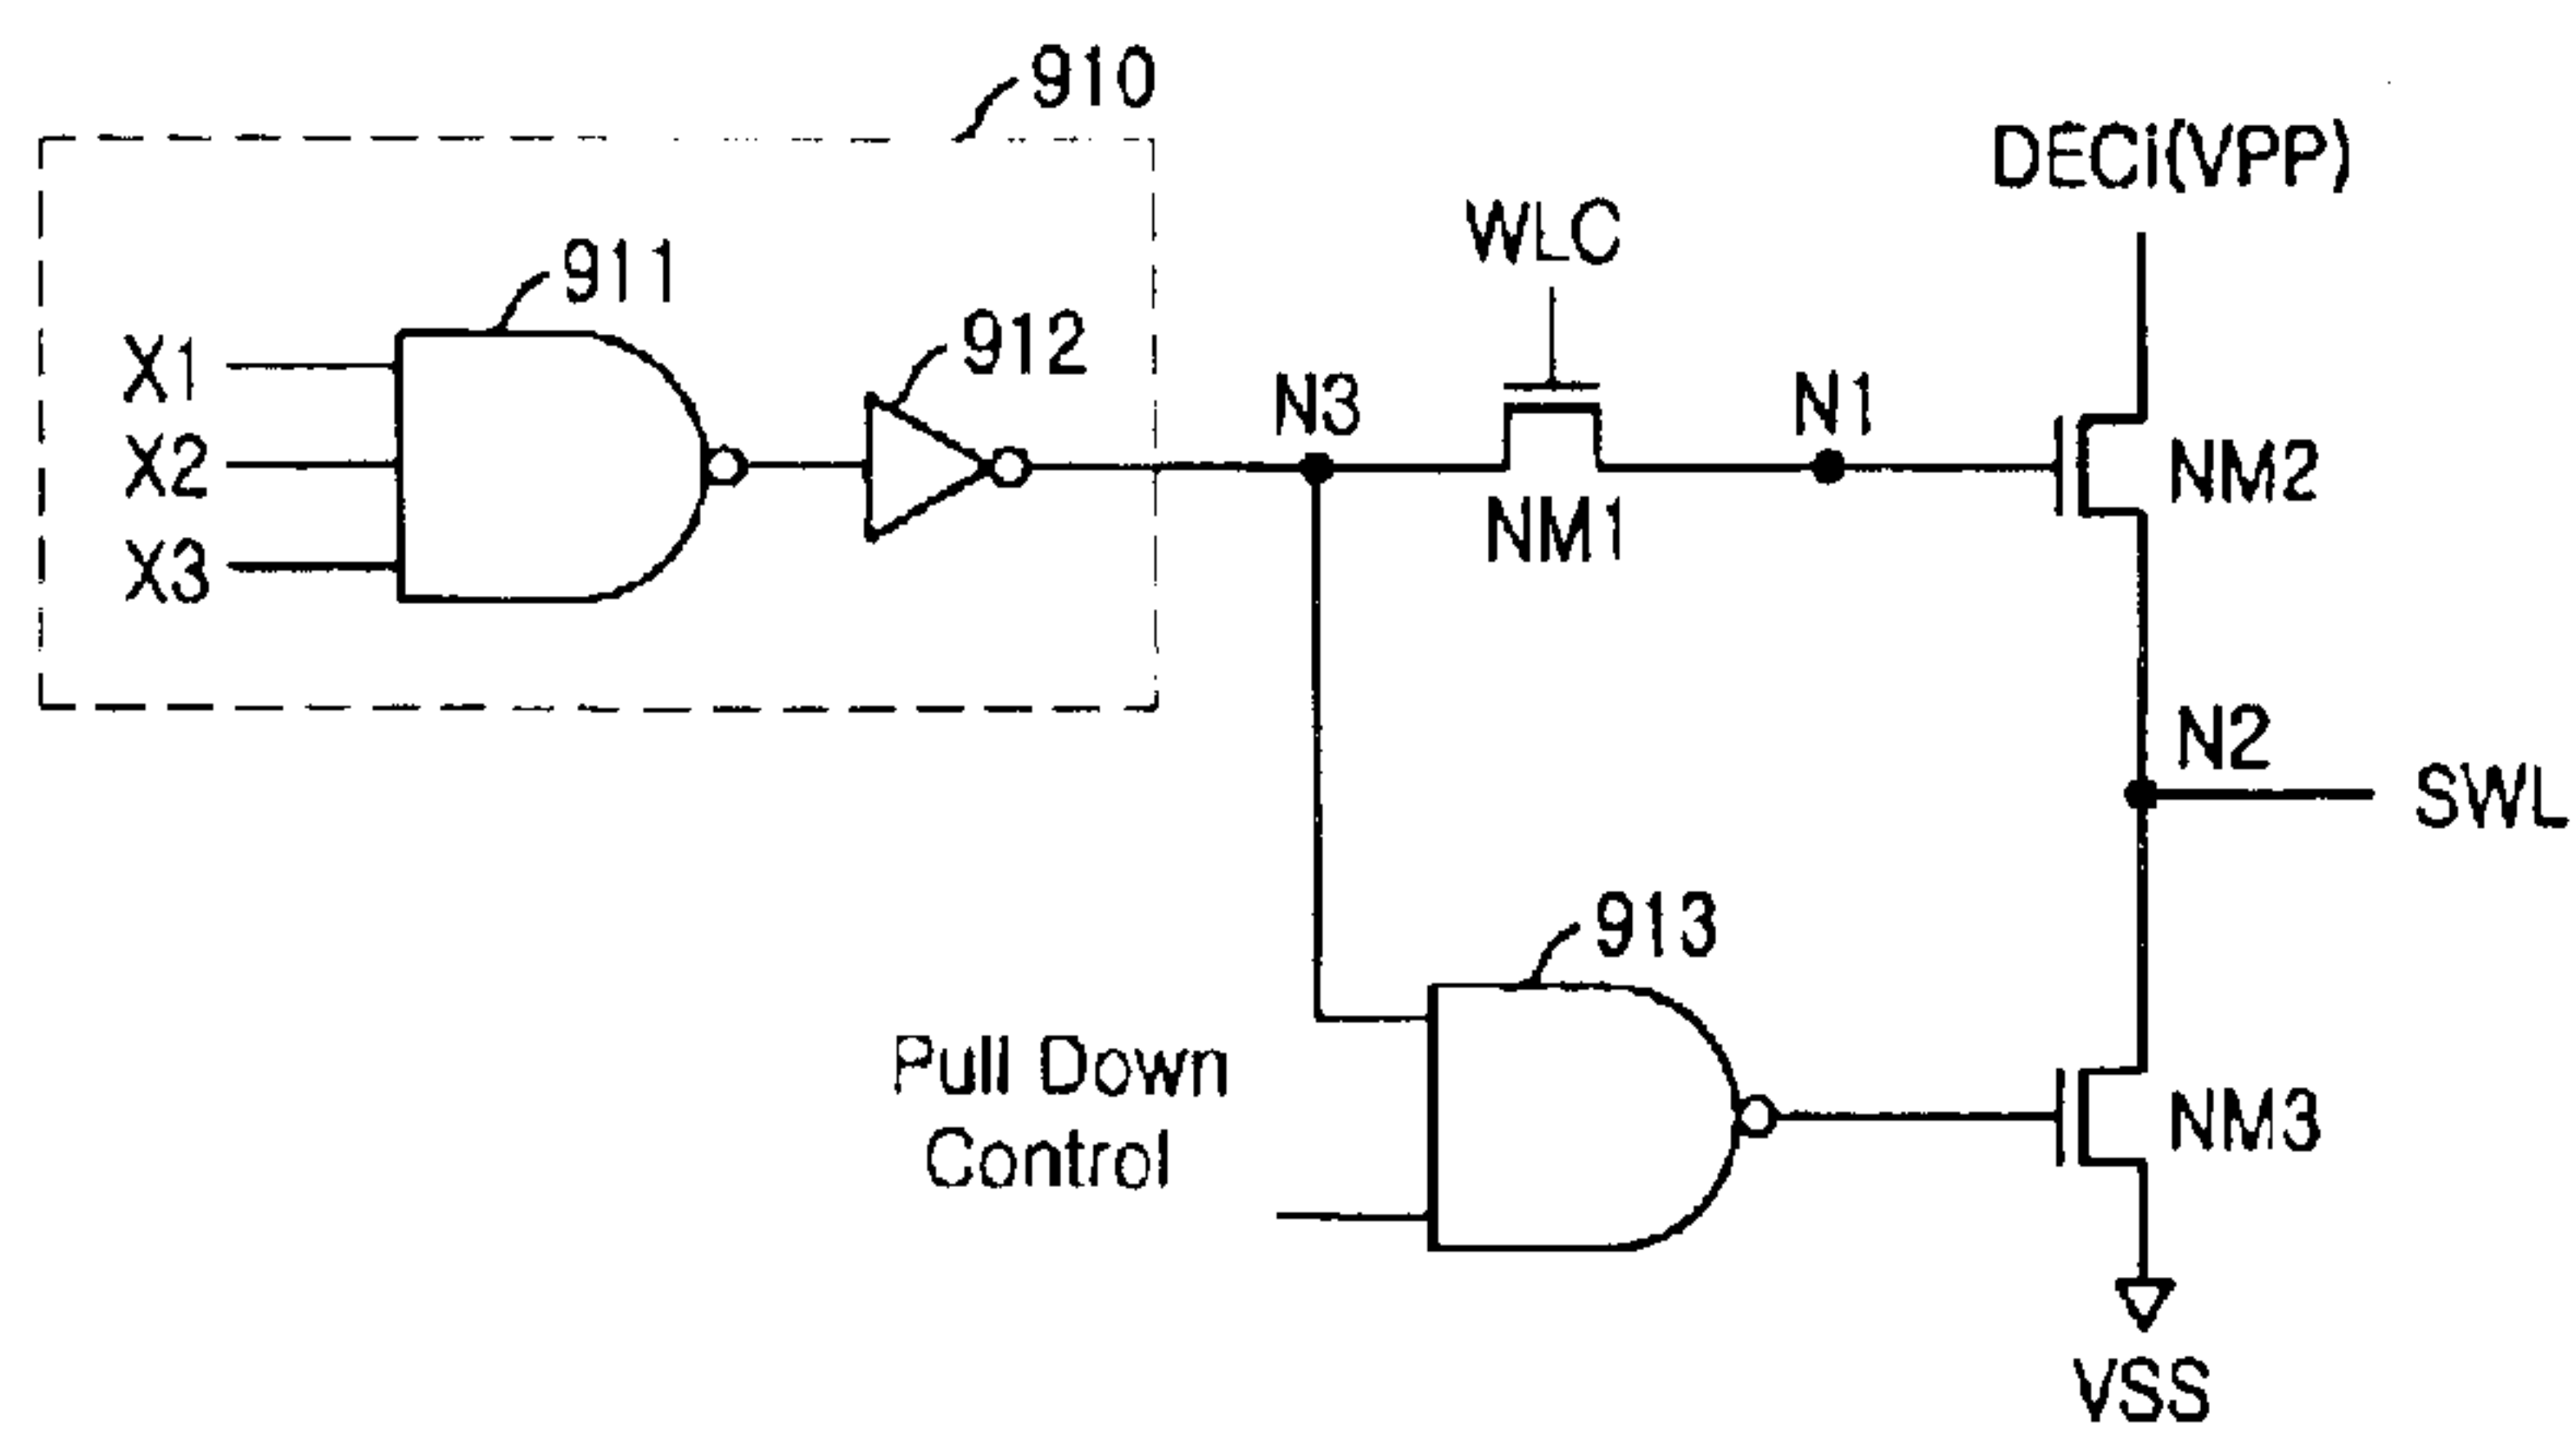 910
DECi(VPP)
WLC
911
912
X1
X2
X3
N3
N1
NM1
NM2
N2
SWL
913
Pull Down
Control
NM3
VSS